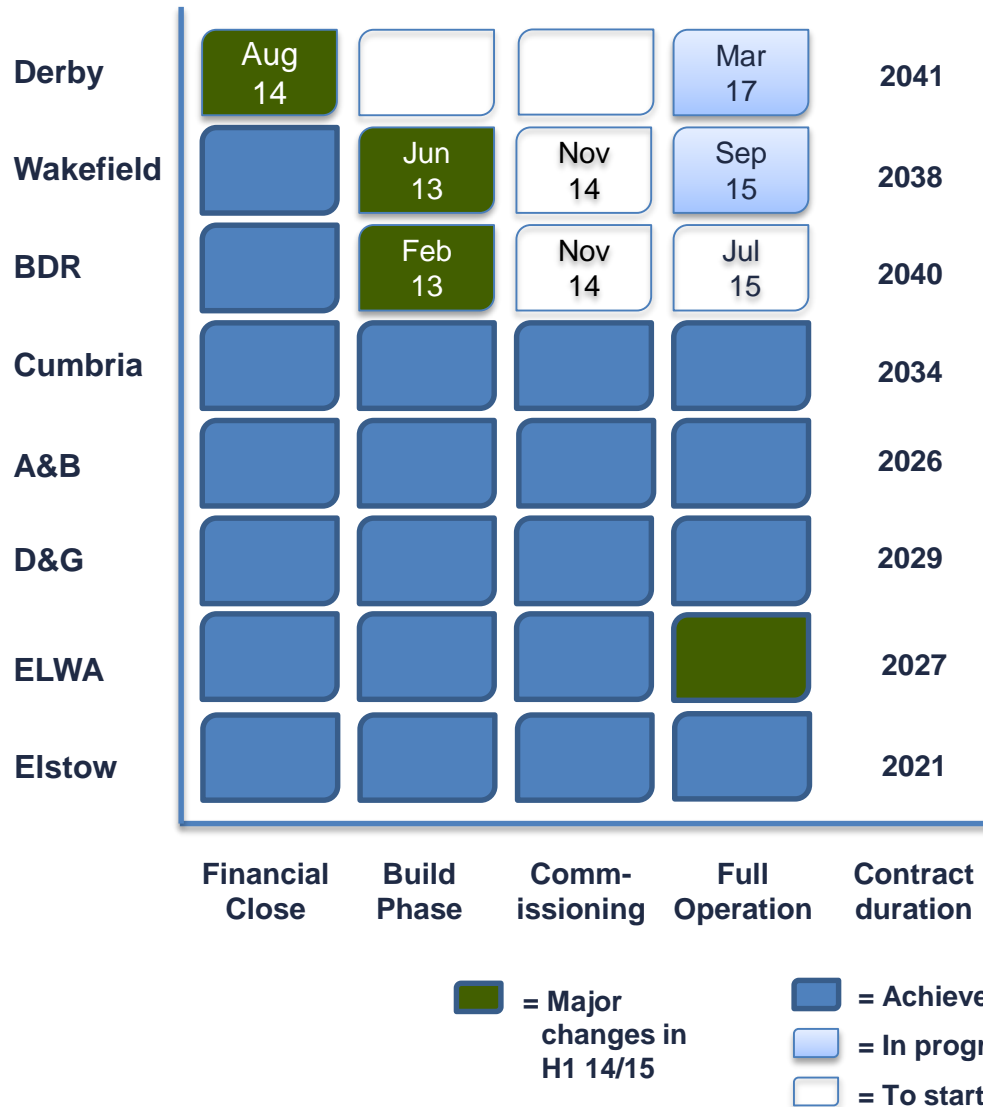 Derby
Aug
14
Mar
17
2041
Wakefield
Jun
13
Nov
14
Sep
15
2038
BDR
Feb
13
Nov
14
Jul
15
2040
Cumbria
2034
A&B
2026
D&G
2029
ELWA
2027
Elstow
2021
Financial
Close
Build
Phase
Comm-
issioning
Full
Operation
Contract
duration
= Major
changes in
H1 14/15
= Achieve
= In progr
= To start